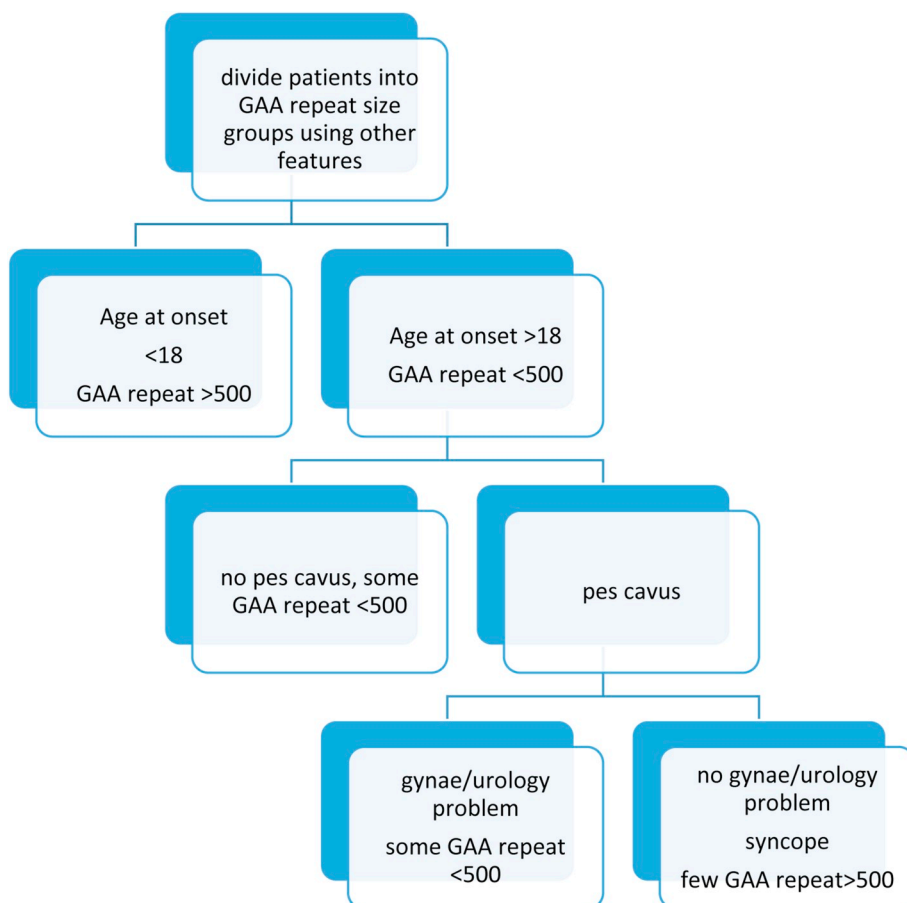 divide patients into
GAA repeat size
groups using other
features
Age at onset
<18
GAA repeat >500
Age at onset >18
GAA repeat <500
no pes cavus, some
GAA repeat <500
pes cavus
gynae/urology
problem
some GAA repeat
<500
no gynae/urology
problem
syncope
few GAA repeat>500